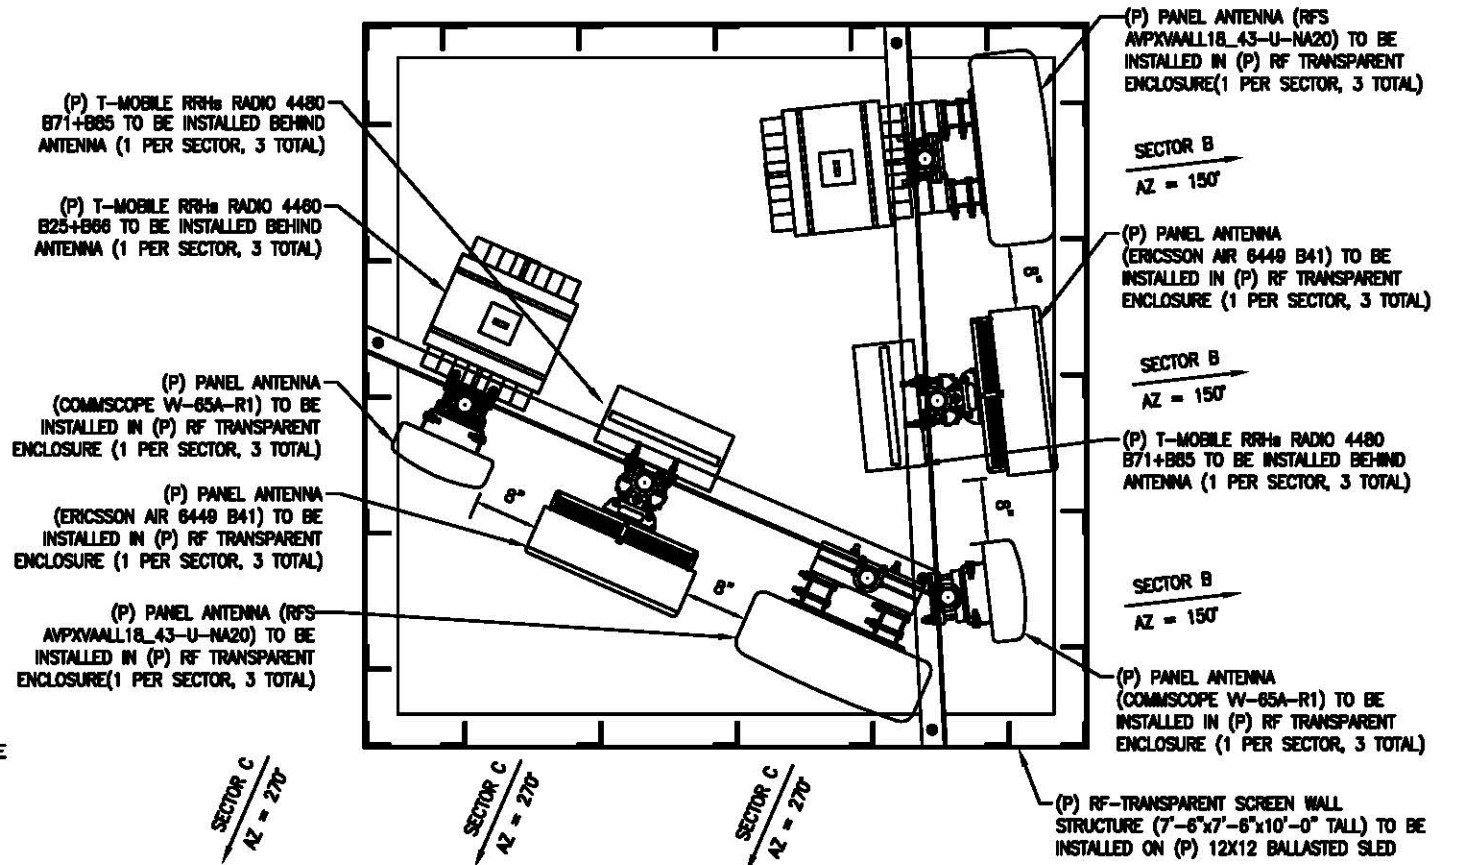 (P) T-MOBILE RRHs RADIO 4480
B71+B85 TO BE INSTALLED BEHIND
ANTENNA (1 PER SECTOR, 3 TOTAL)
(P) T-MOBILE RRHs RADIO 4460
B25+B66 TO BE INSTALLED BEHIND
ANTENNA (1 PER SECTOR, 3 TOTAL)
(P) PANEL ANTENNA
(COMMSCOPE VV-65A-R1) TO BE
INSTALLED IN (P) RF TRANSPARENT
ENCLOSURE (1 PER SECTOR, 3 TOTAL)
(P) PANEL ANTENNA
(ERICSSON AIR 6449 B41) TO BE
INSTALLED IN (P) RF TRANSPARENT
ENCLOSURE (1 PER SECTOR, 3 TOTAL)
(P) PANEL ANTENNA (RFS
AVPXVAALL18_43-U-NA20) TO BE
INSTALLED IN (P) RF TRANSPARENT
ENCLOSURE(1 PER SECTOR, 3 TOTAL)
E
8"
8"
8"
8"
(P) PANEL ANTENNA (RFS
AVPXVAALL18_43-U-NA20) TO BE
INSTALLED IN (P) RF TRANSPARENT
ENCLOSURE(1 PER SECTOR, 3 TOTAL)
SECTOR B
AZ = 150°
(P) PANEL ANTENNA
(ERICSSON AIR 6449 B41) TO BE
INSTALLED IN (P) RF TRANSPARENT
ENCLOSURE (1 PER SECTOR, 3 TOTAL)
SECTOR B
AZ = 150°
(P) T-MOBILE RRHs RADIO 4480
B71+B85 TO BE INSTALLED BEHIND
ANTENNA (1 PER SECTOR, 3 TOTAL)
SECTOR B
AZ = 150°
(P) PANEL ANTENNA
(COMMSCOPE VV-65A-R1) TO BE
INSTALLED IN (P) RF TRANSPARENT
ENCLOSURE (1 PER SECTOR, 3 TOTAL)
(P) RF-TRANSPARENT SCREEN WALL
STRUCTURE (7'-6"x7'-6"x10'-0" TALL) TO BE
INSTALLED ON (P) 12X12 BALLASTED SLED
SECTOR C
AZ = 270°
SECTOR C
AZ = 270°
SECTOR C
AZ = 270°